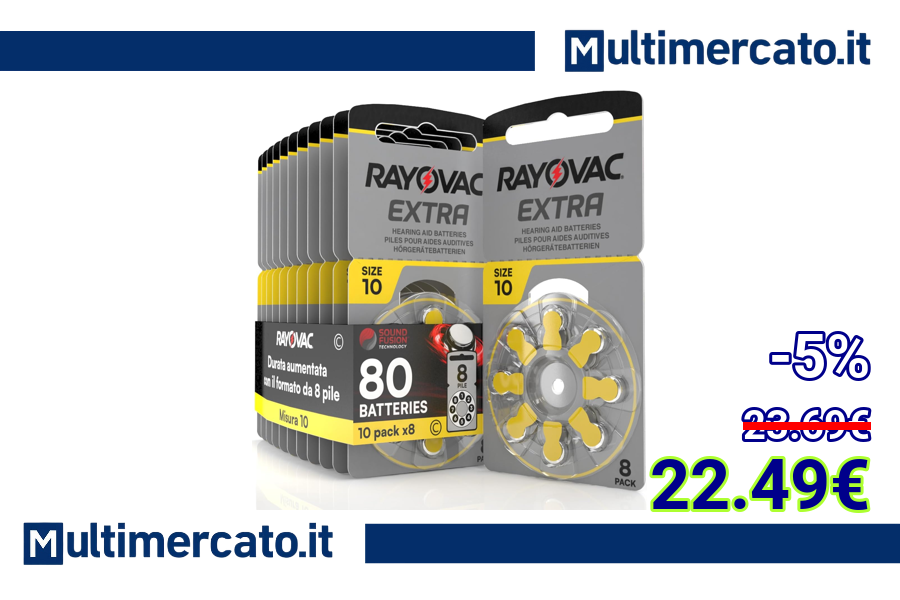 Multimercato.it
RAYOVAC
EXTRA
HEARING AID BATTERIES
PILES POUR AIDES AUDITIVES
HÖRGERÄTEBATTERIEN
SIZE
10
RAYOVAC
EXTRA
HEARING AID BATTERIES
PILES POUR AIDES AUDITIVES
HÖRGERÄTEBATTERIEN
SIZE
10
RAYOVAC ©
Durata aumentata
con il formato da 8 pile
Misura 10
SOUND
FUSION
TECHNOLOGY
80
BATTERIES
10 pack x8 ©
8
PILE
8
PACK
-5%
23.69€
22.49€
Multimercato.it